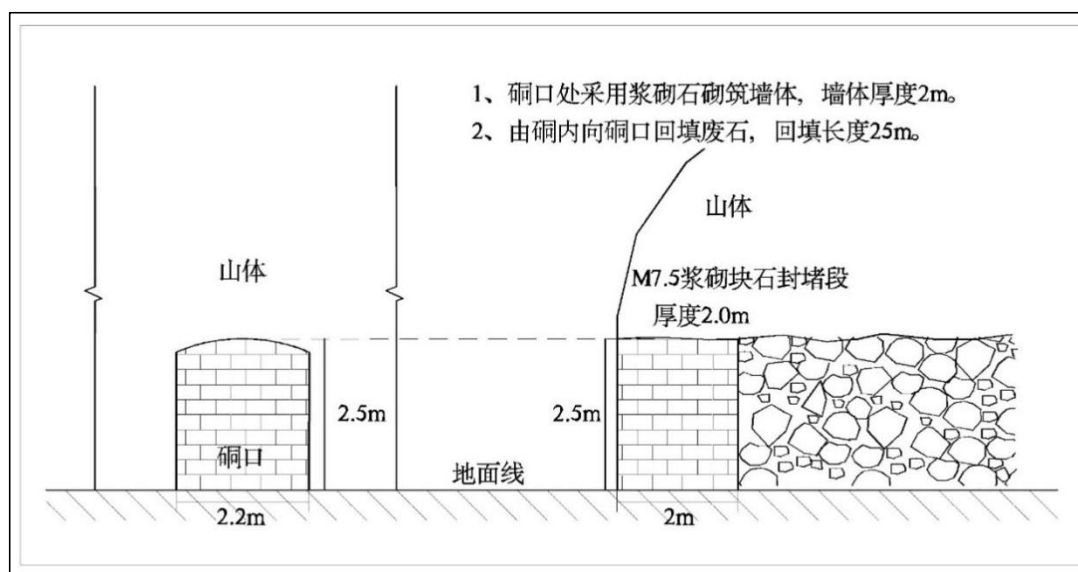 1、硐口处采用浆砌石砌筑墙体，墙体厚度2m。
2、由硐内向硐口回填废石，回填长度25m。
山体
山体
M7.5浆砌块石封堵段
厚度2.0m
2.5m
2.5m
硐口
地面线
2.2m
2m